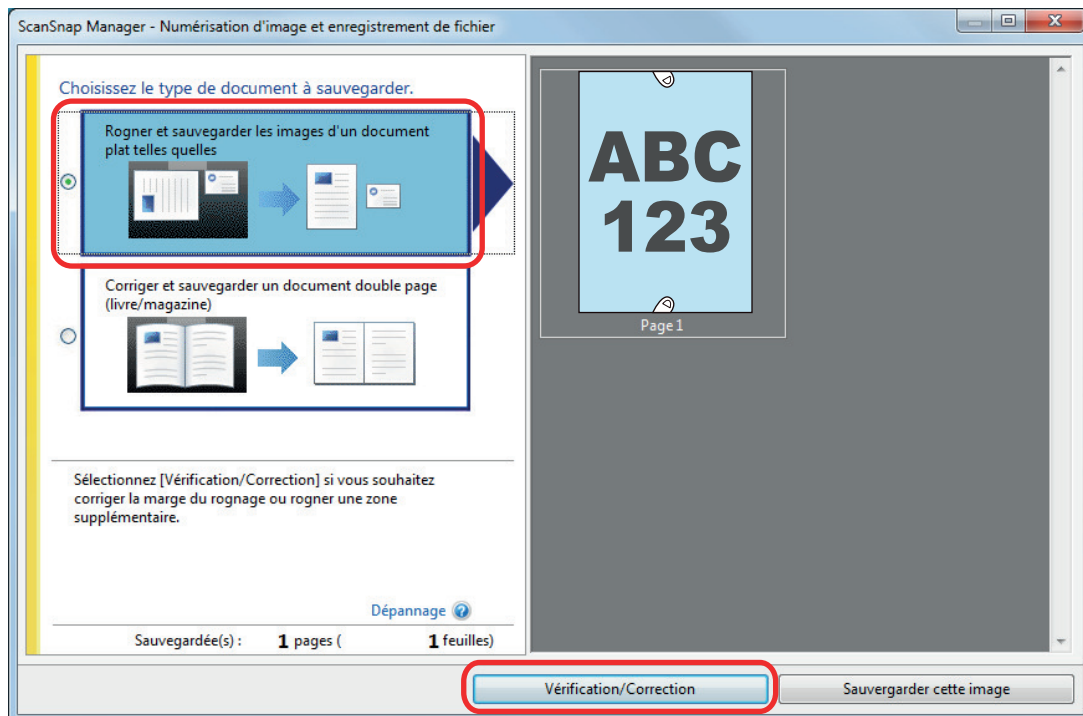 ScanSnap Manager - Numérisation d'image et enregistrement de fichier
Choisissez le type de document à sauvegarder.
Rogner et sauvegarder les images d'un document
plat telles quelles
Corriger et sauvegarder un document double page
(livre/magazine)
Sélectionnez [Vérification/Correction] si vous souhaitez
corriger la marge du rognage ou rogner une zone
supplémentaire.
Dépannage
Sauvegardée(s) : 1 pages ( 1 feuilles)
ABC
123
Page 1
Vérification/Correction
Sauvergarder cette image